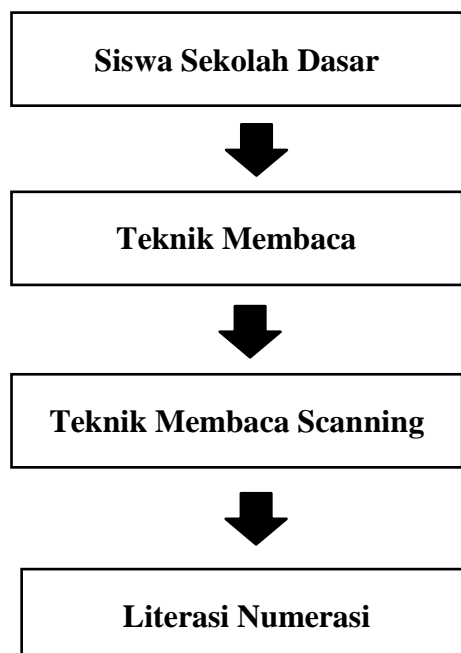 Siswa Sekolah Dasar
Teknik Membaca
Teknik Membaca Scanning
Literasi Numerasi